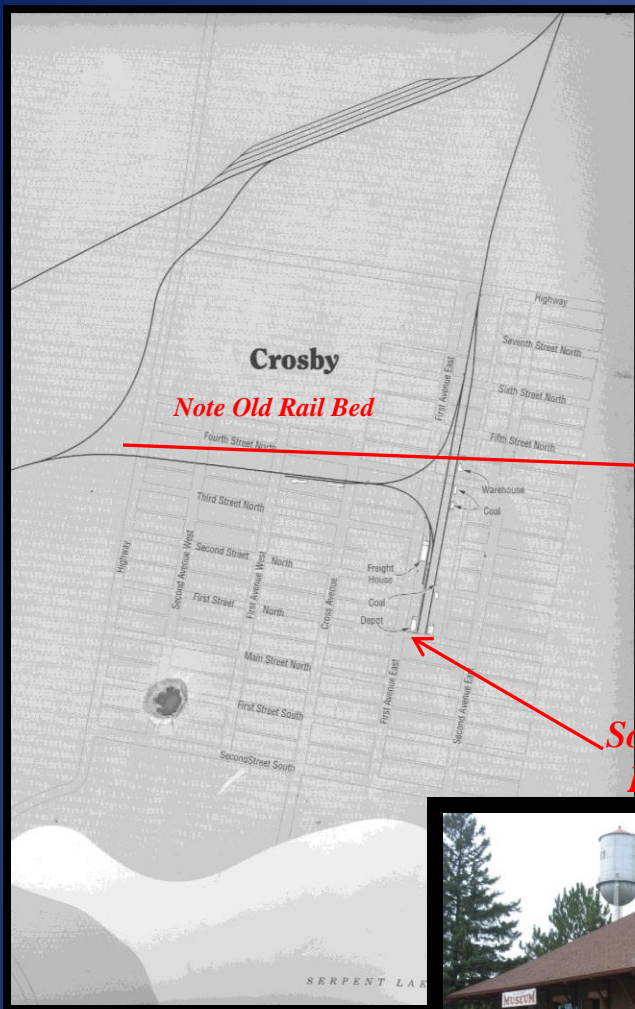 Highway
Seventh Street North
First Avenue East
Crosby
Sixth Street North
Note Old Rail Bed
Fourth Street North
Fifth Street North
Warehouse
Coal
Third Street North
Highway
Second Avenue West
Second Street North
First Avenue West
Freight
House
Cross Avenue
First Street North
Coal
Depot
Main Street North
First Avenue East
Second Avenue East
First Street South
SecondStreet South
SERPENT
MUSEUM